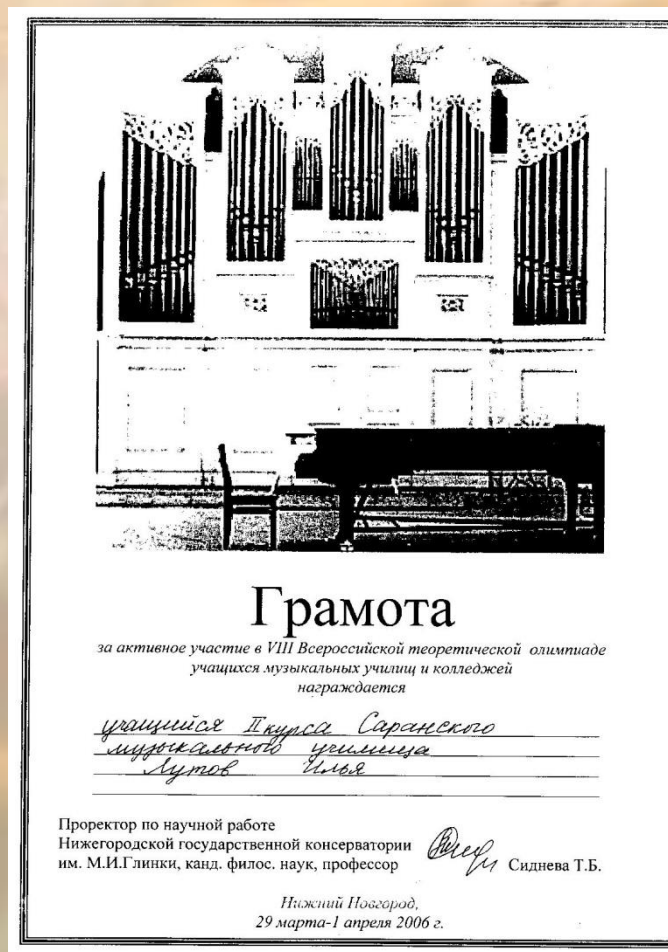 Грамота
за активное участие в VIII Всероссийской теоретической олимпиаде
учащихся музыкальных училищ и колледжей
награждается
учащийся II курса Саранского
музыкального училища
Лутов Илья
Проректор по научной работе
Нижегородской государственной консерватории
им. М.И.Глинки, канд. филос. наук, профессор
Сиднева Т.Б.
Нижний Новгород,
29 марта-1 апреля 2006 г.